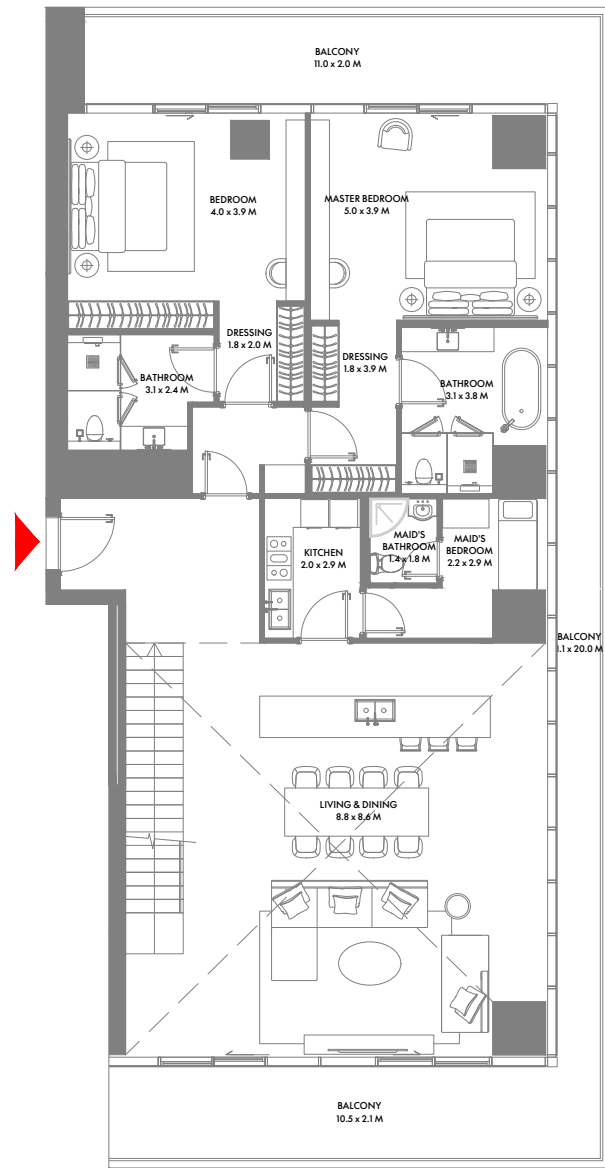 BALCONY
11.0 x 2.0 M
BEDROOM
4.0 x 3.9 M
MASTER BEDROOM
5.0 x 3.9 M
DRESSING
1.8 x 2.0 M
DRESSING
1.8 x 3.9 M
BATHROOM
3.1 x 2.4 M
BATHROOM
3.1 x 3.8 M
KITCHEN
2.0 x 2.9 M
MAID'S
BATHROOM
1.4 x 1.8 M
MAID'S
BEDROOM
2.2 x 2.9 M
BALCONY
1.1 x 20.0 M
LIVING & DINING
8.8 x 8.6 M
BALCONY
10.5 x 2.1 M